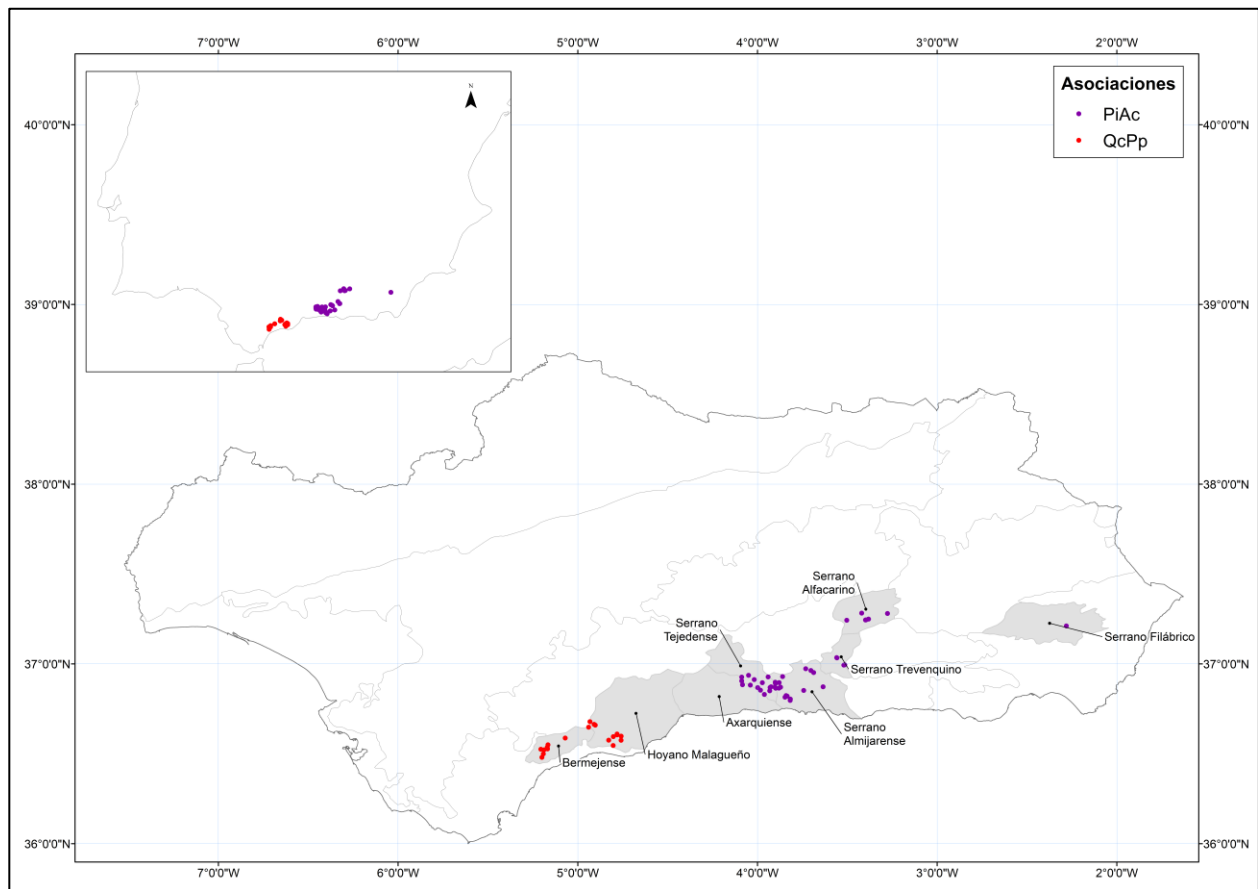 7°0'0"W 6°0'0"W 5°0'0"W 4°0'0"W 3°0'0"W 2°0'0"W
N
Asociaciones
PiAc
QcPp
40°0'0"N 40°0'0"N
39°0'0"N 39°0'0"N
38°0'0"N 38°0'0"N
37°0'0"N 37°0'0"N
36°0'0"N 36°0'0"N
Serrano
Alfacarino
Serrano
Tejedense
Serrano Filábrico
Serrano Trevenquino
Axarquiense
Serrano
Almijarense
Hoyano Malagueño
Bermejense
7°0'0"W 6°0'0"W 5°0'0"W 4°0'0"W 3°0'0"W 2°0'0"W